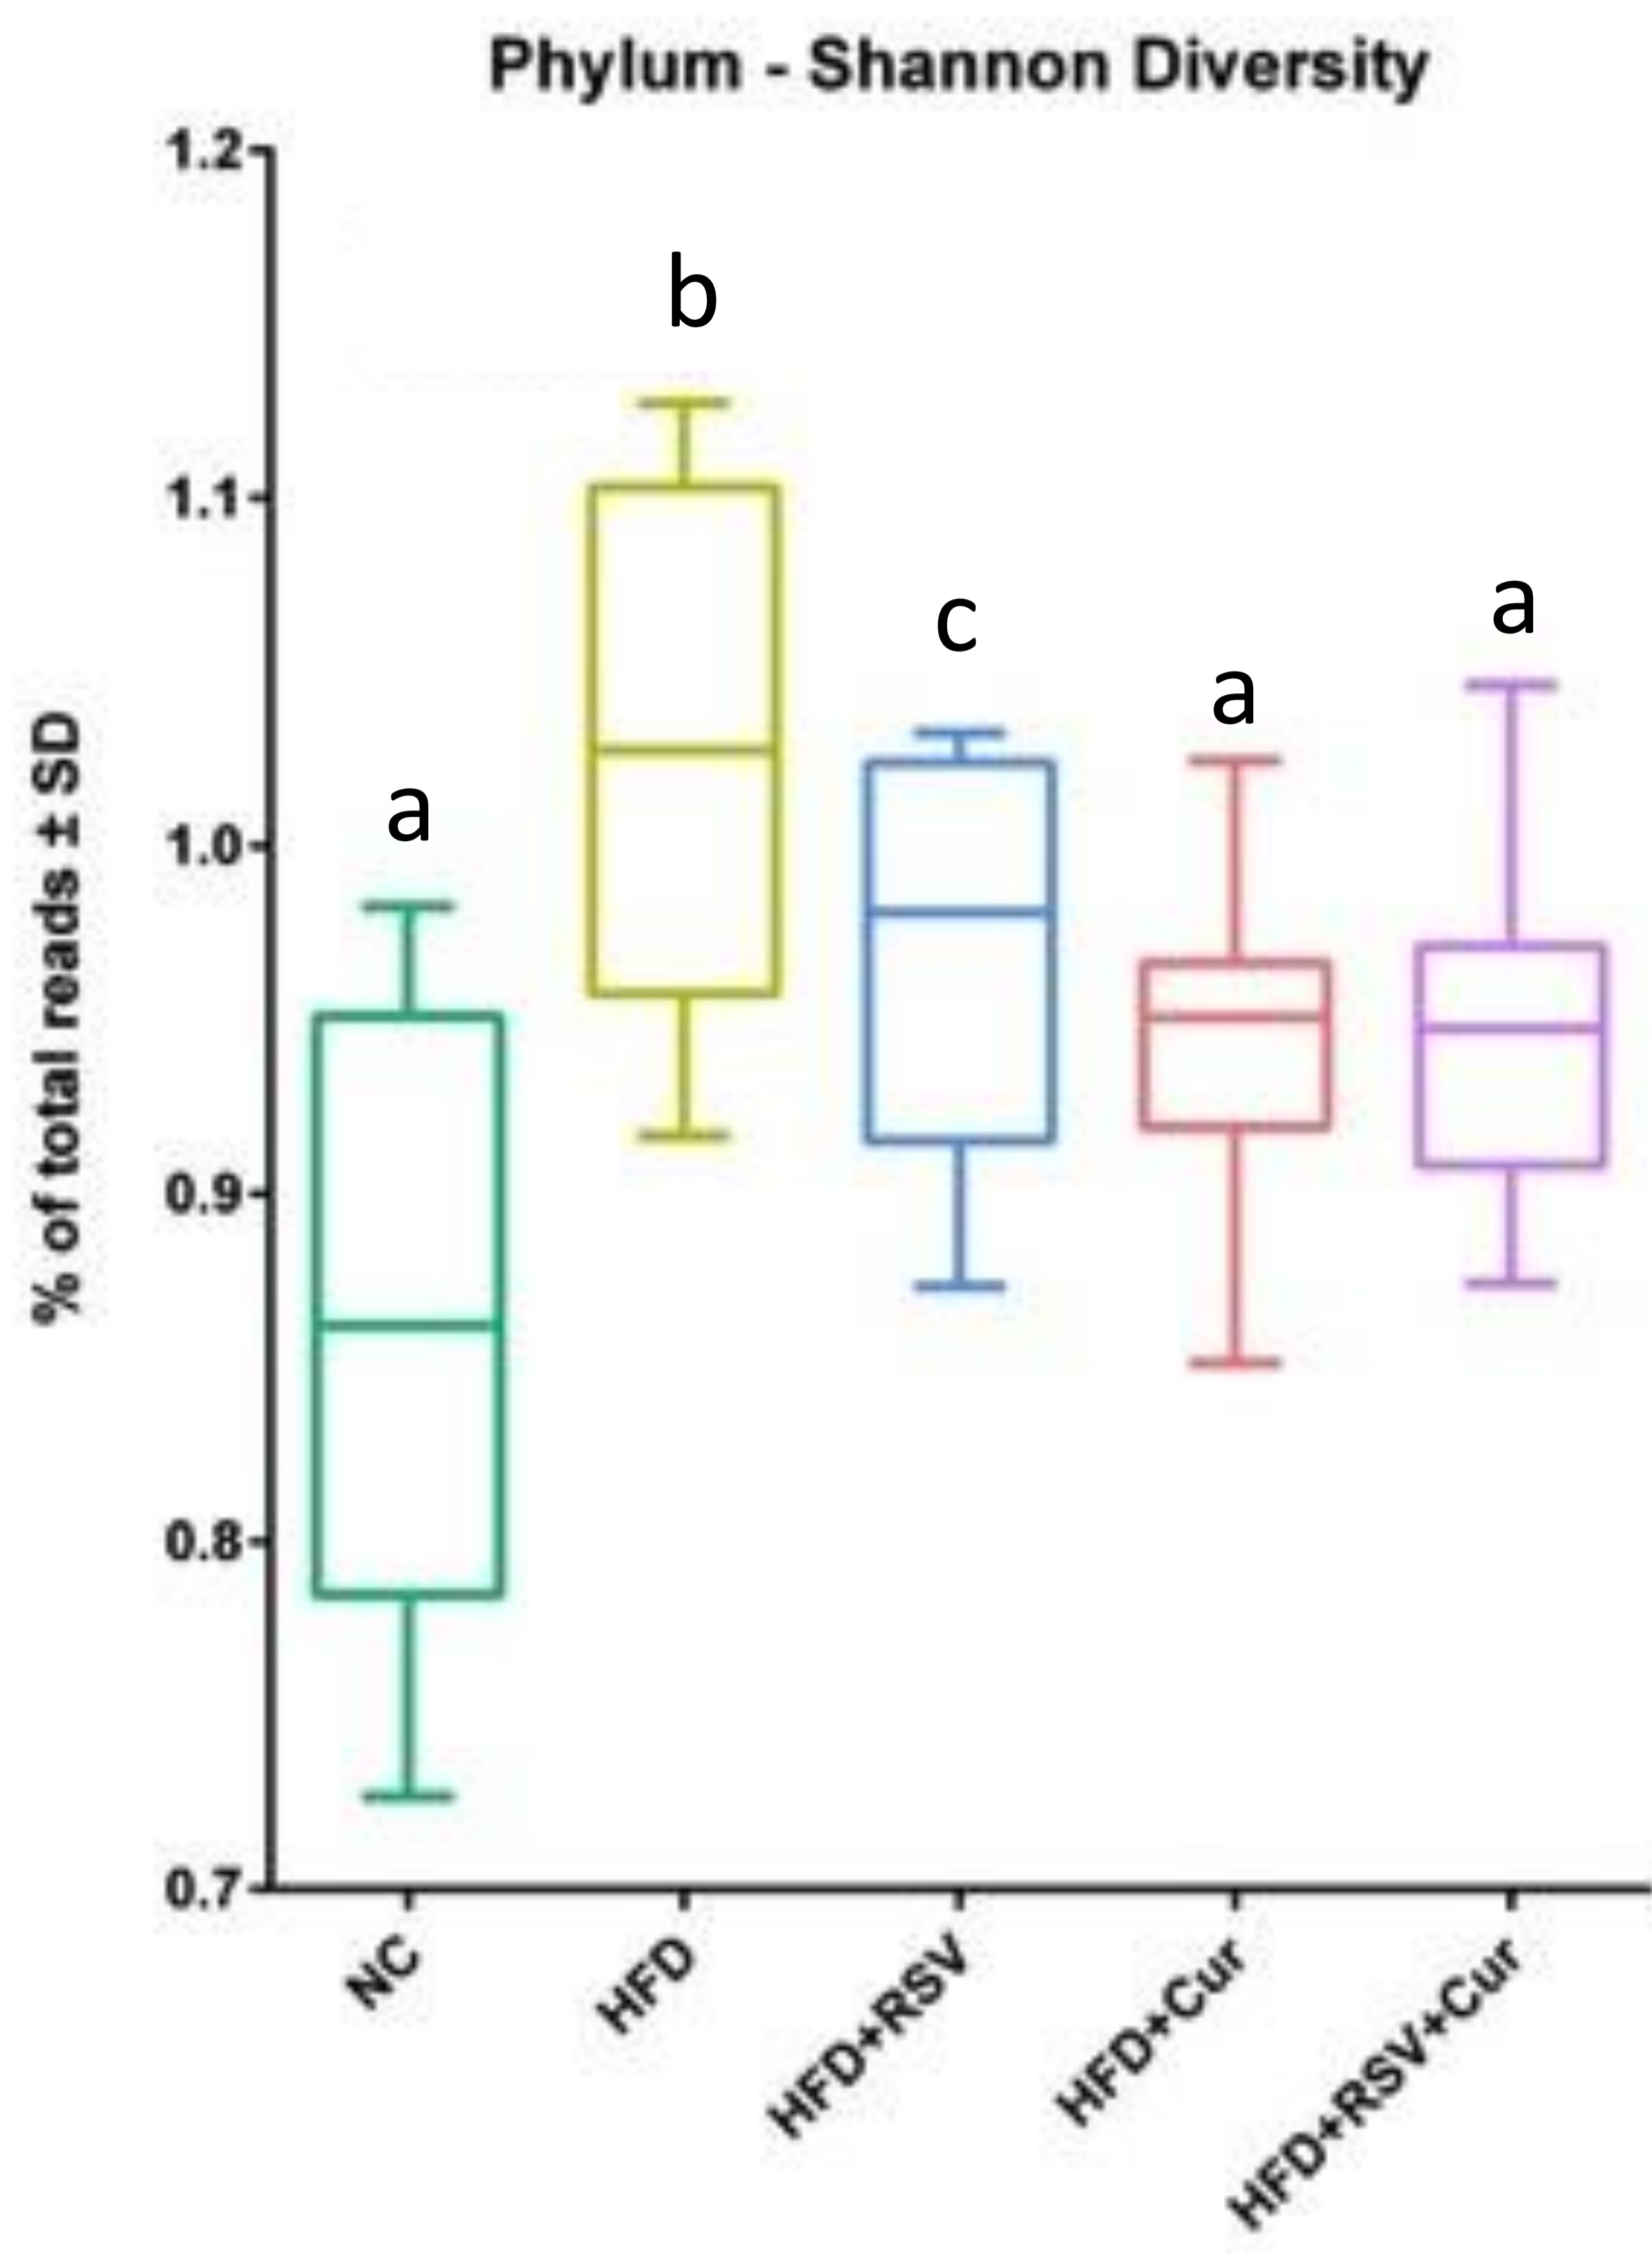 Phylum - Shannon Diversity
% of total reads ± SD
1.2
1.1
1.0
0.9
0.8
0.7
a
b
c
a
a
NC
HFD
HFD+RSV
HFD+Cur
HFD+RSV+Cur